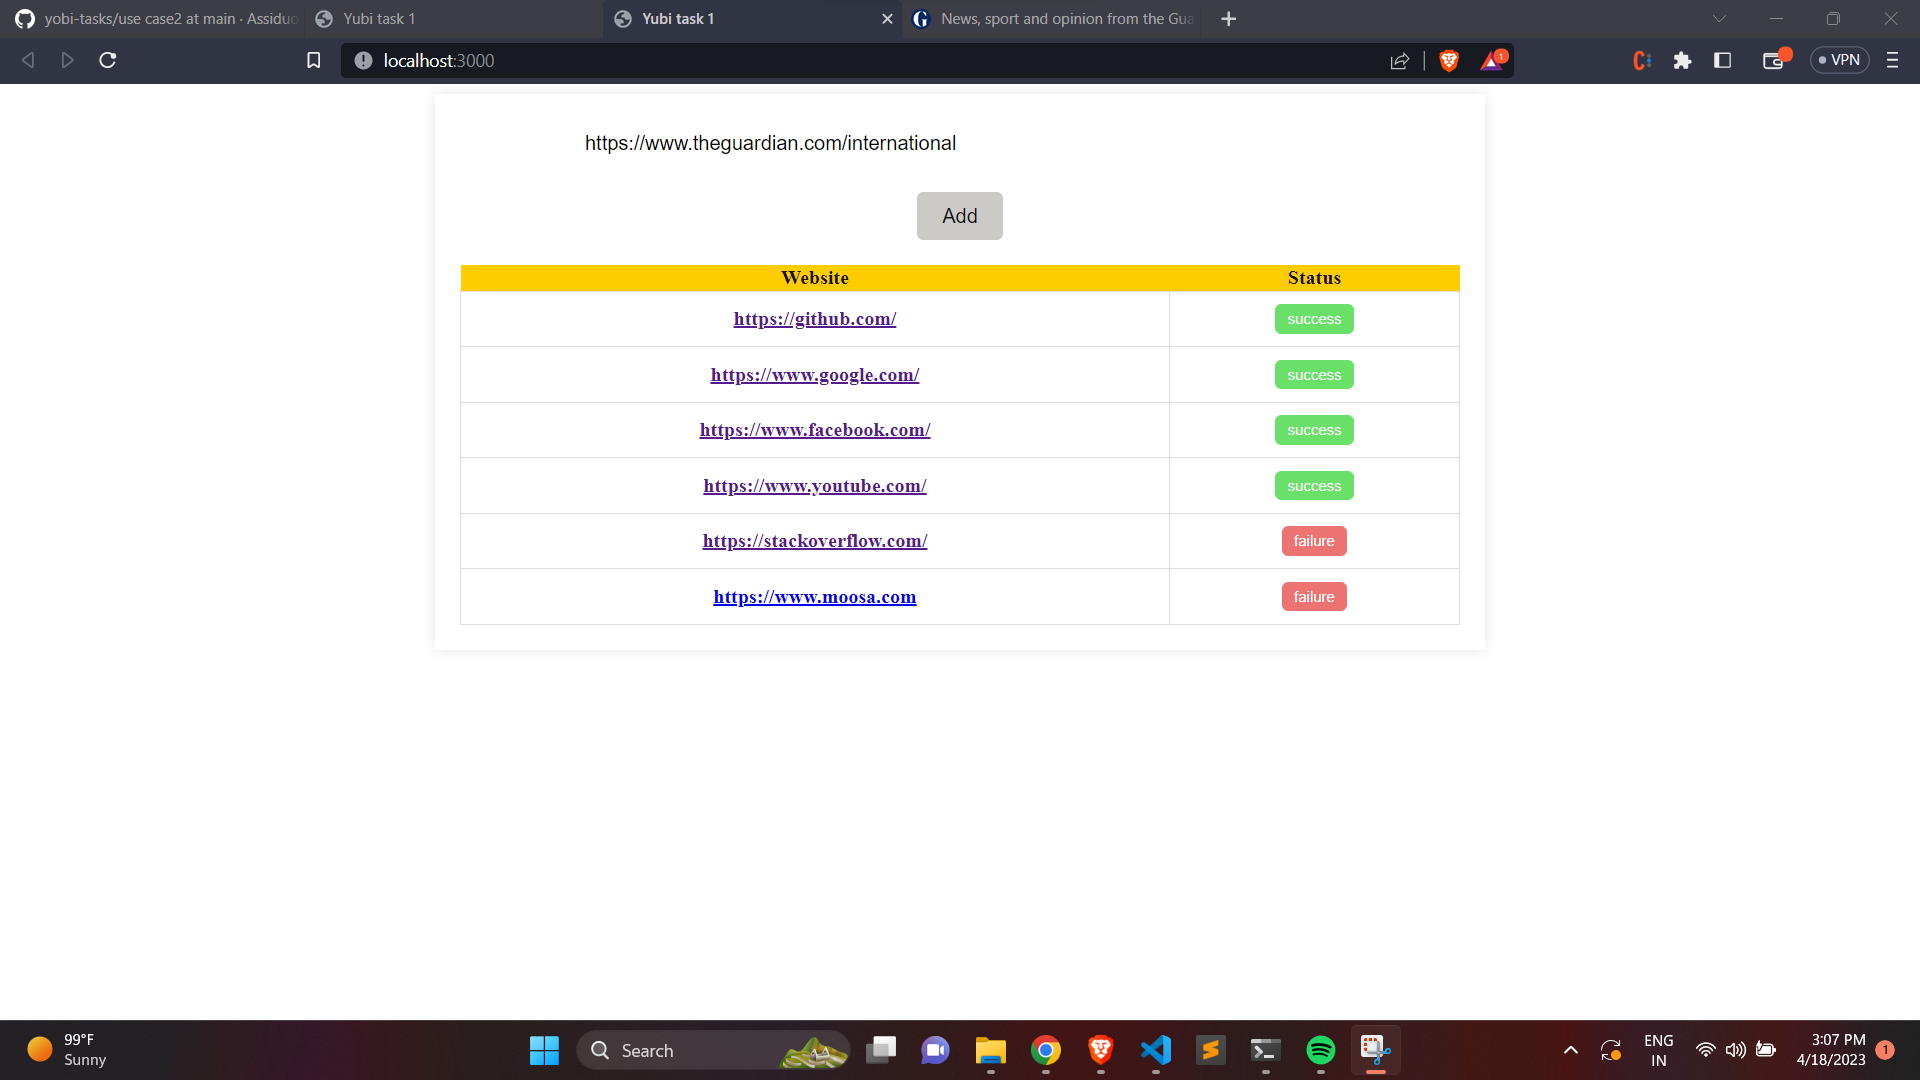 yobi-tasks/use case2 at main · Assiduo
Yubi task 1
Yubi task 1
News, sport and opinion from the Gua
localhost:3000
1
VPN
https://www.theguardian.com/international
Add
Website Status
https://github.com/ success
https://www.google.com/ success
https://www.facebook.com/ success
https://www.youtube.com/ success
https://stackoverflow.com/ failure
https://www.moosa.com failure
99°F
Sunny
Search
ENG
IN
3:07 PM
4/18/2023
1